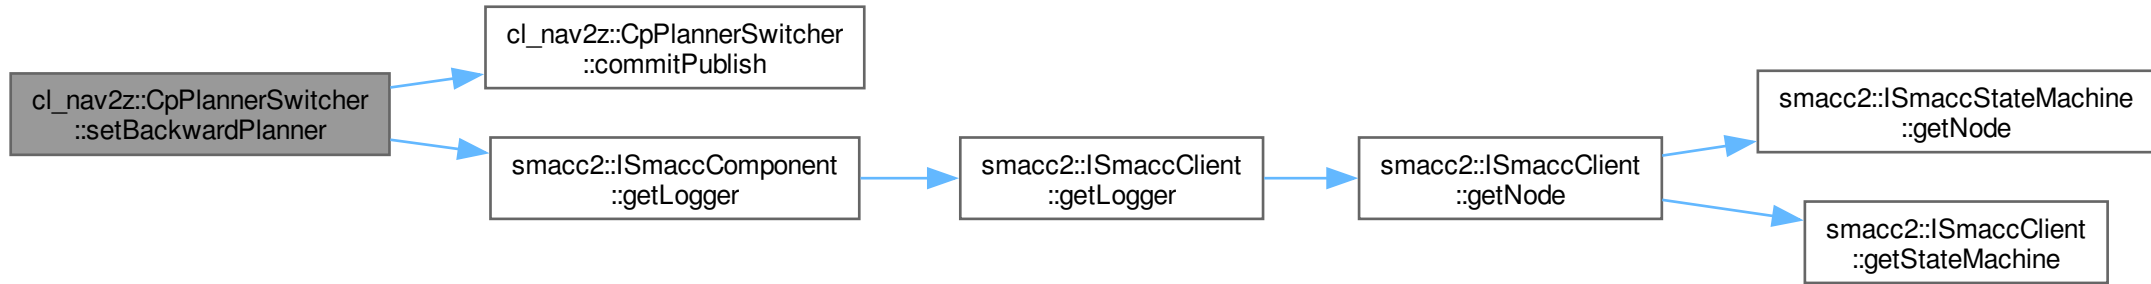 cl_nav2z::CpPlannerSwitcher
::setBackwardPlanner
cl_nav2z::CpPlannerSwitcher
::commitPublish
smacc2::ISmaccComponent
::getLogger
smacc2::ISmaccClient
::getLogger
smacc2::ISmaccClient
::getNode
smacc2::ISmaccStateMachine
::getNode
smacc2::ISmaccClient
::getStateMachine